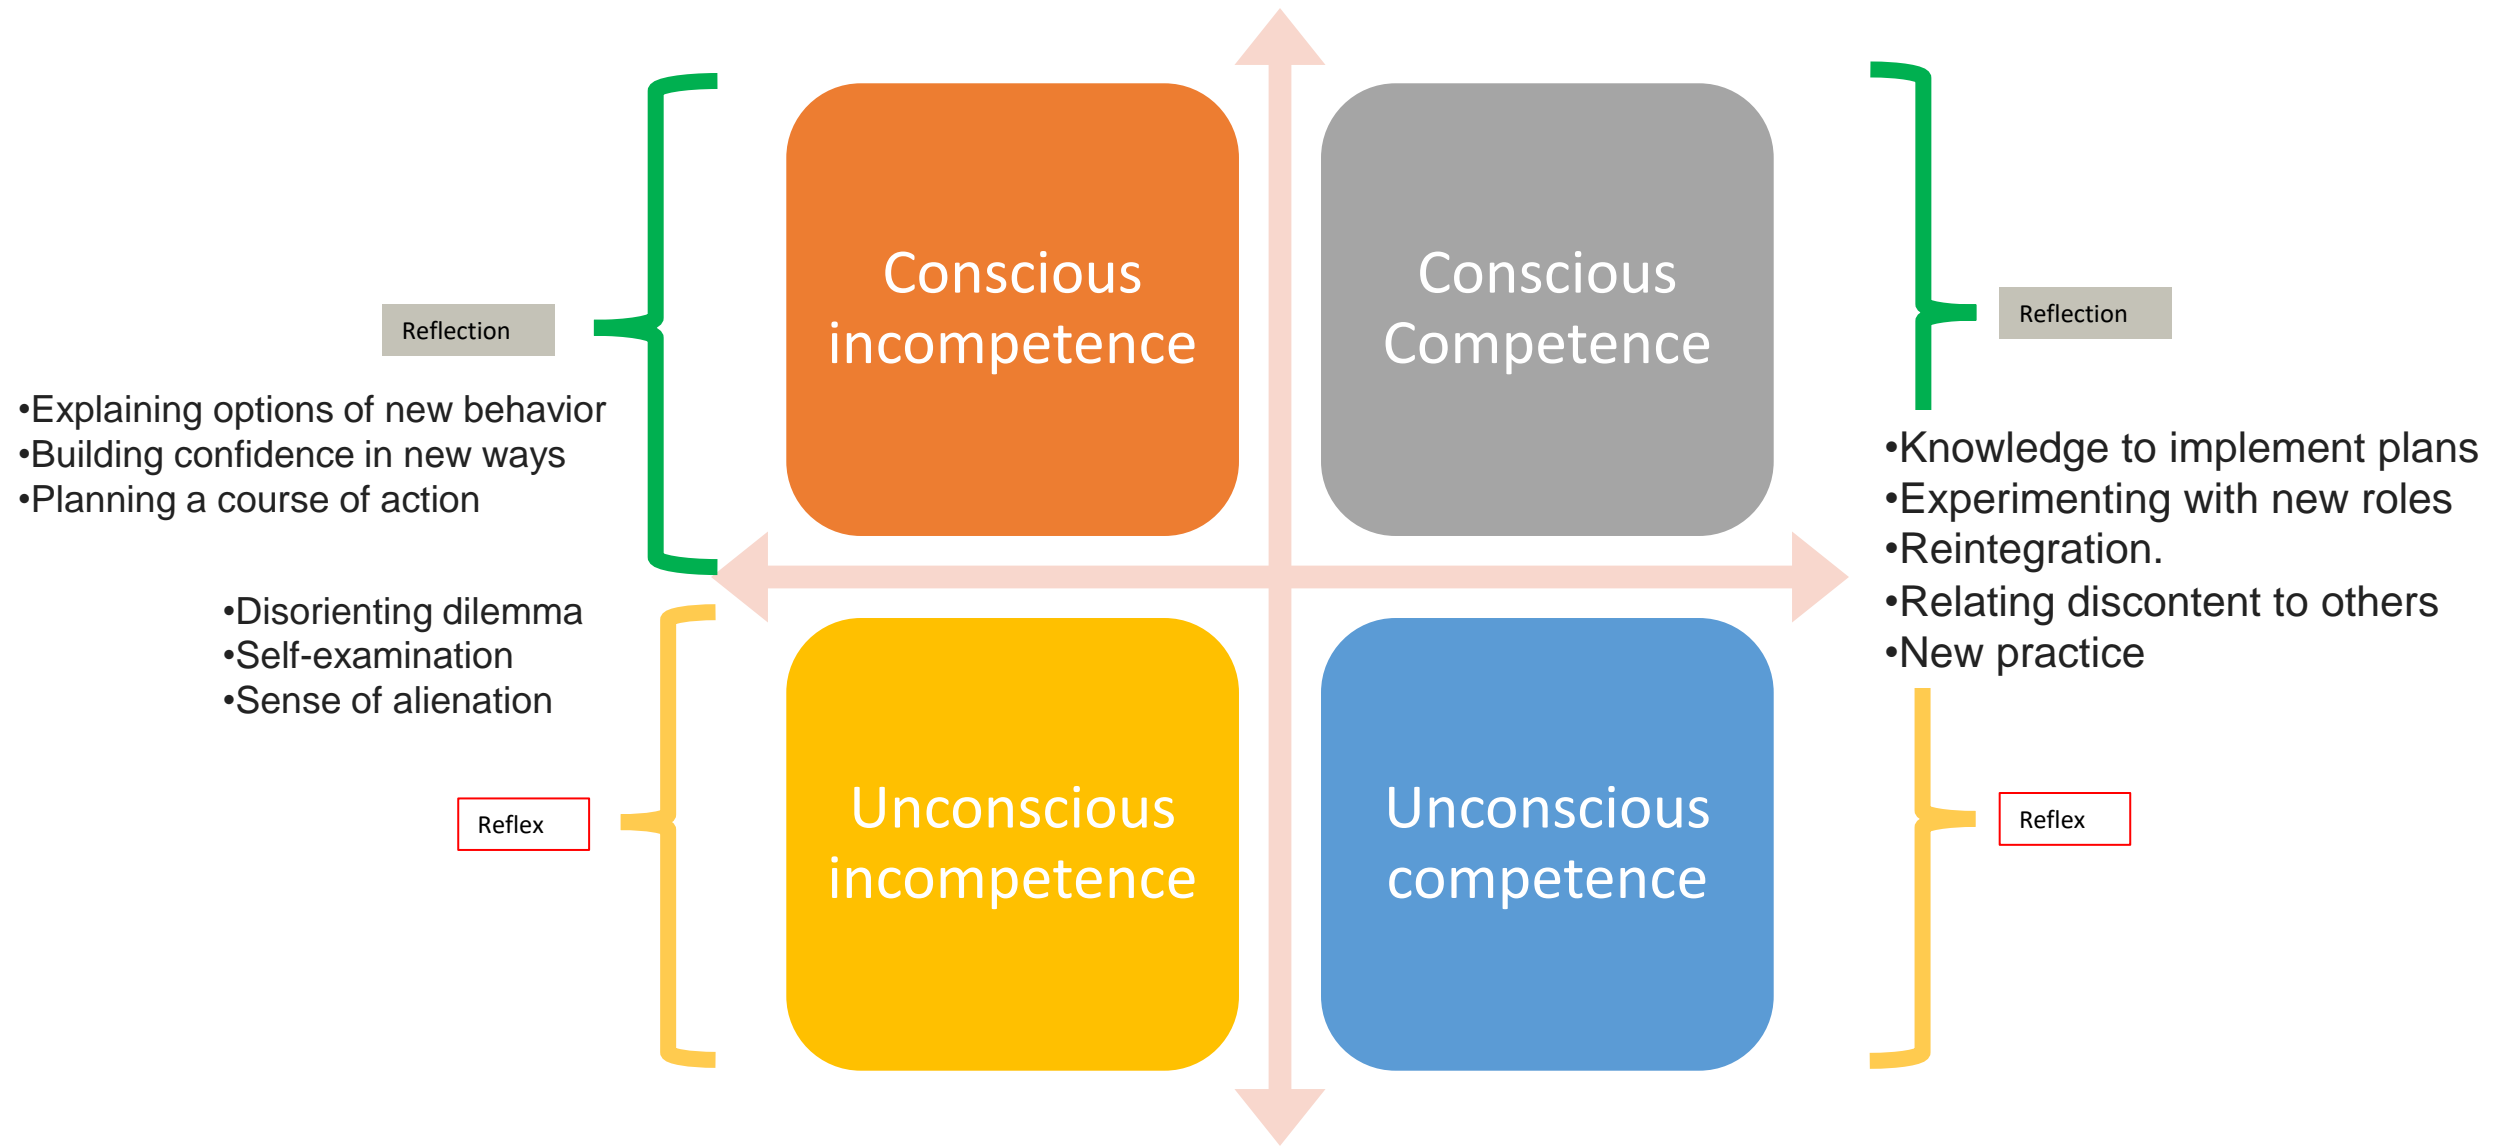 Conscious
incompetence
Conscious
Competence
Reflection
Reflection
•Explaining options of new behavior
•Building confidence in new ways
•Planning a course of action
•Knowledge to implement plans
•Experimenting with new roles
•Reintegration.
•Relating discontent to others
•New practice
•Disorienting dilemma
•Self-examination
•Sense of alienation
Unconscious
incompetence
Unconscious
competence
Reflex
Reflex